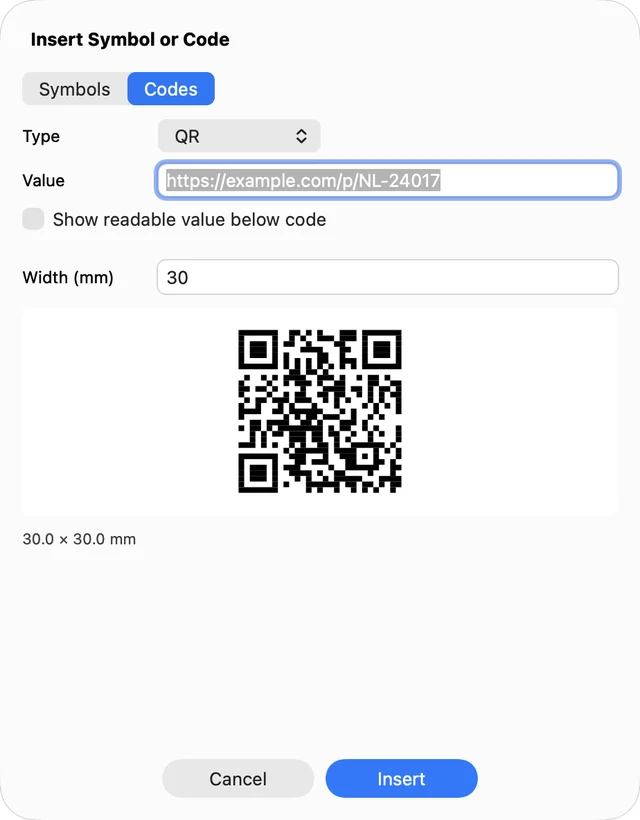 Insert Symbol or Code
Symbols Codes
Type QR
Value https://example.com/p/NL-24017
Show readable value below code
Width (mm) 30
30.0 × 30.0 mm
Cancel Insert